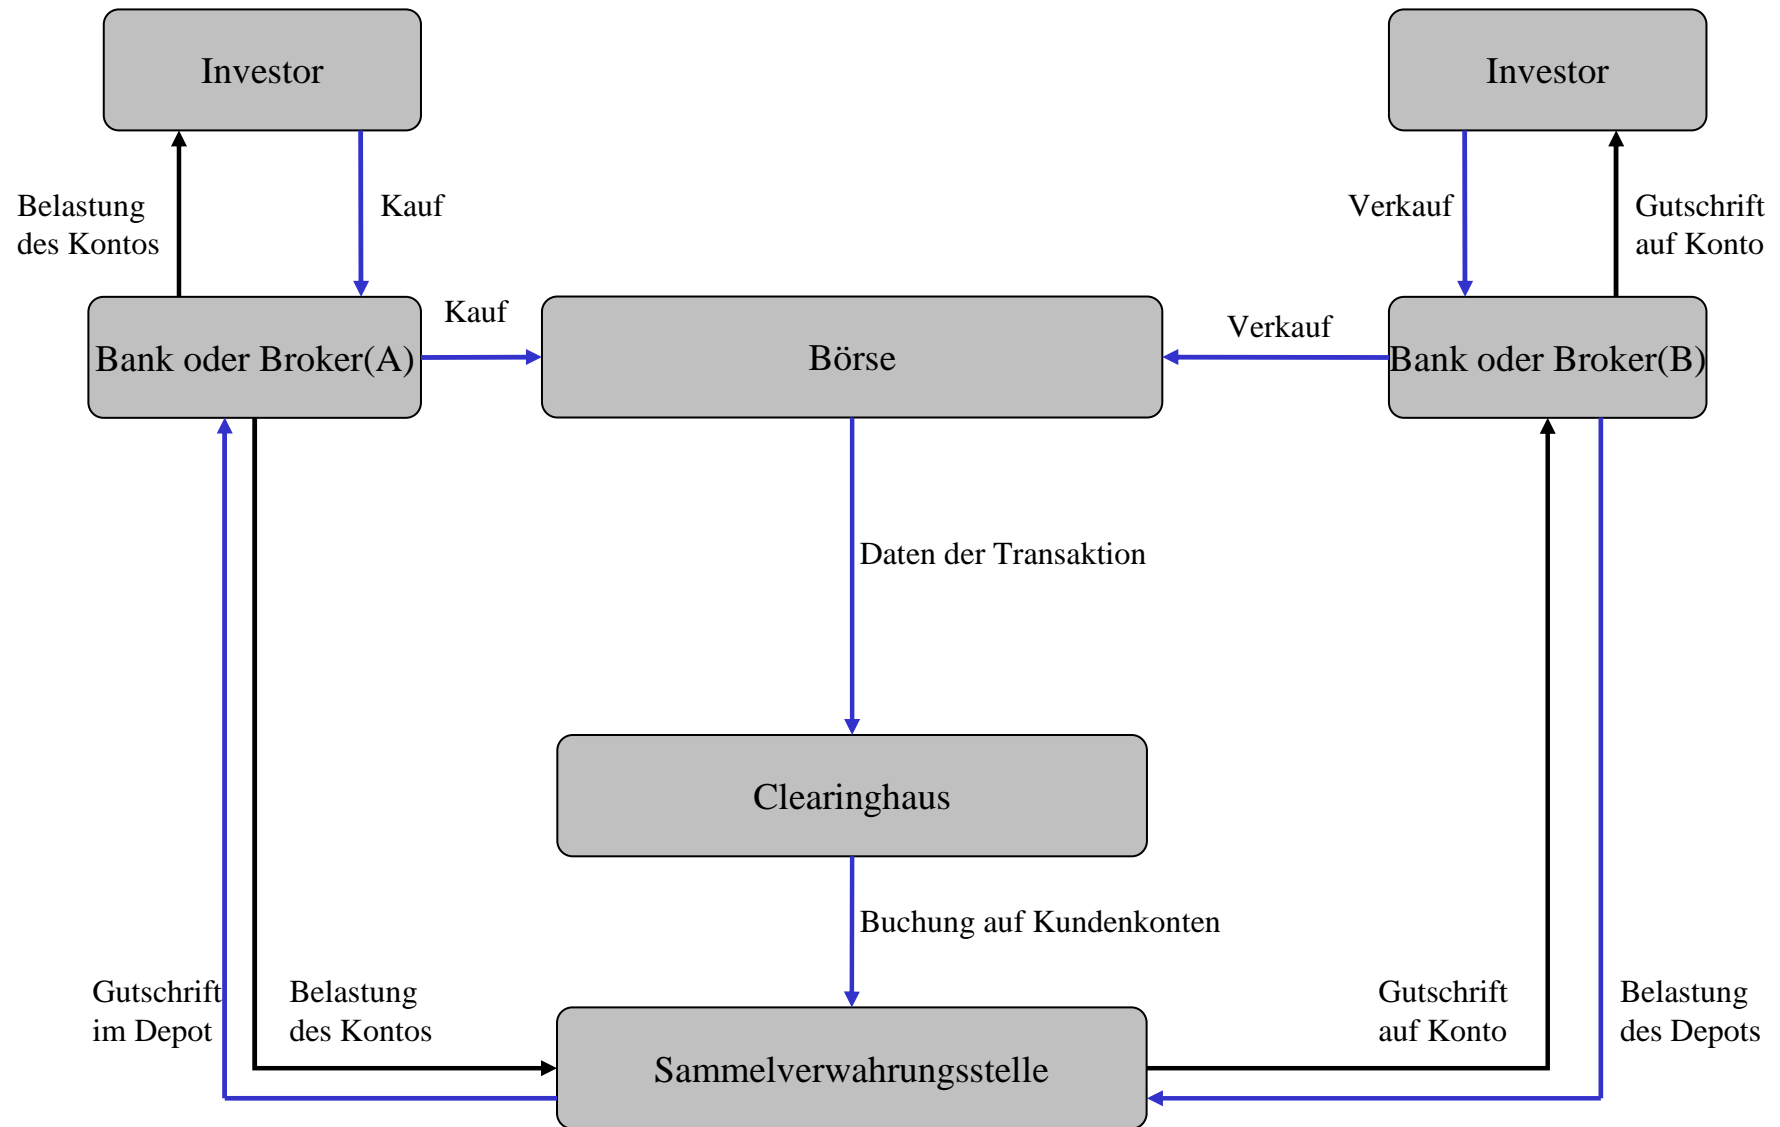 Investor
Investor
Belastung
des Kontos
Kauf
Verkauf
Gutschrift
auf Konto
Kauf
Verkauf
Bank oder Broker(A)
Börse
Bank oder Broker(B)
Daten der Transaktion
Clearinghaus
Buchung auf Kundenkonten
Gutschrift
im Depot
Belastung
des Kontos
Gutschrift
auf Konto
Belastung
des Depots
Sammelverwahrungsstelle